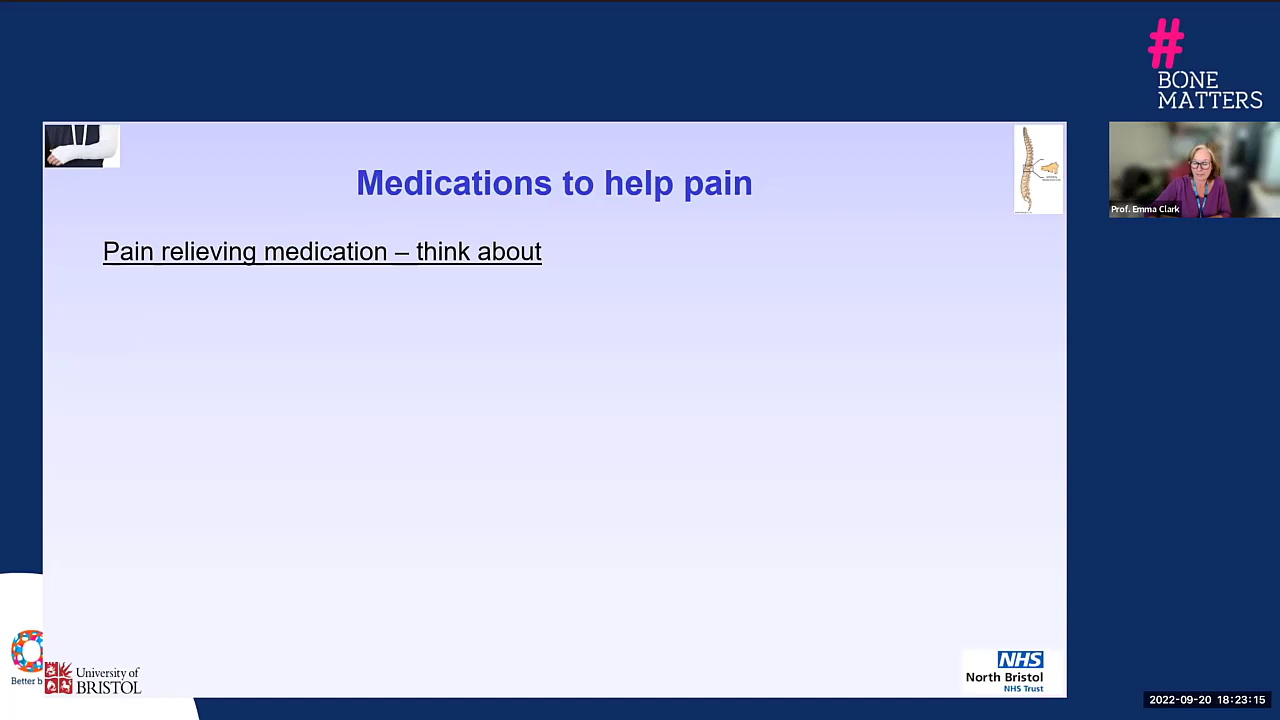 #
BONE
MATTERS
Medications to help pain
Prof. Emma Clark
Pain relieving medication – think about
Better b
University of
BRISTOL
NHS
North Bristol
NHS Trust
2022-09-20 18:23:15